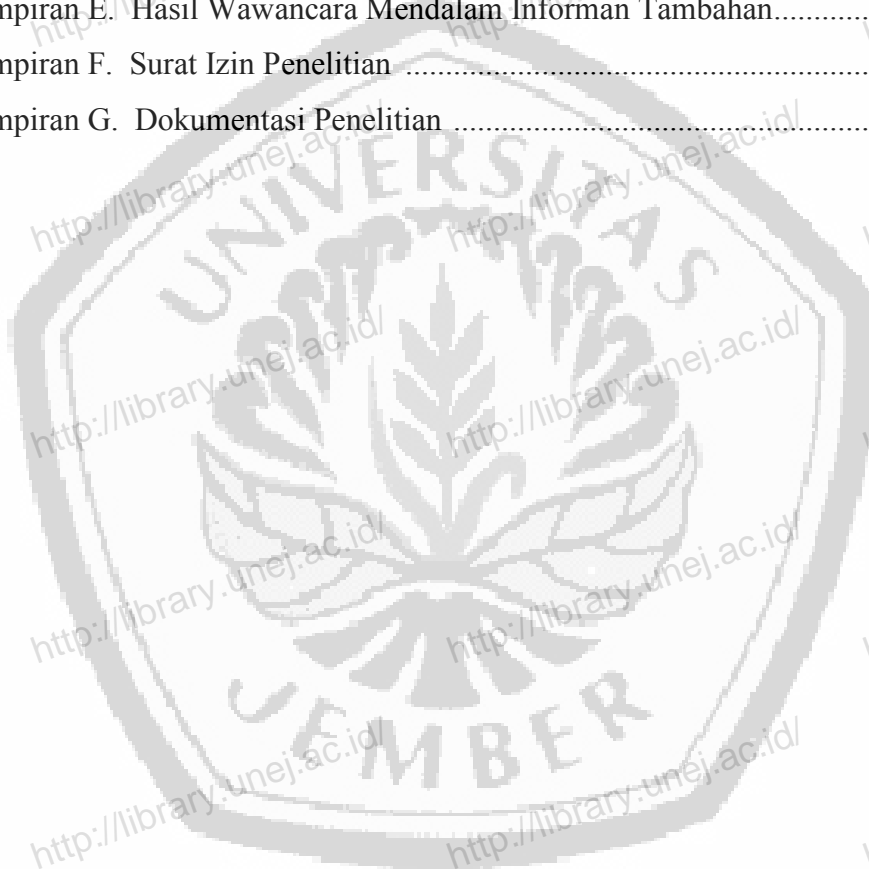 mpiran E. Hasil Wawancara Mendalam Informan Tambahan............
mpiran F. Surat Izin Penelitian ................................................
mpiran G. Dokumentasi Penelitian ...........................................
UNIVERSITAS
http://library.unej.ac.id/ http://library.unej.ac.id/
http://library.unej.ac.id/ http://library.unej.ac.id/
http://library.unej.ac.id/ http://library.unej.ac.id/
JEMBER
http://library.unej.ac.id/ http://library.unej.ac.id/